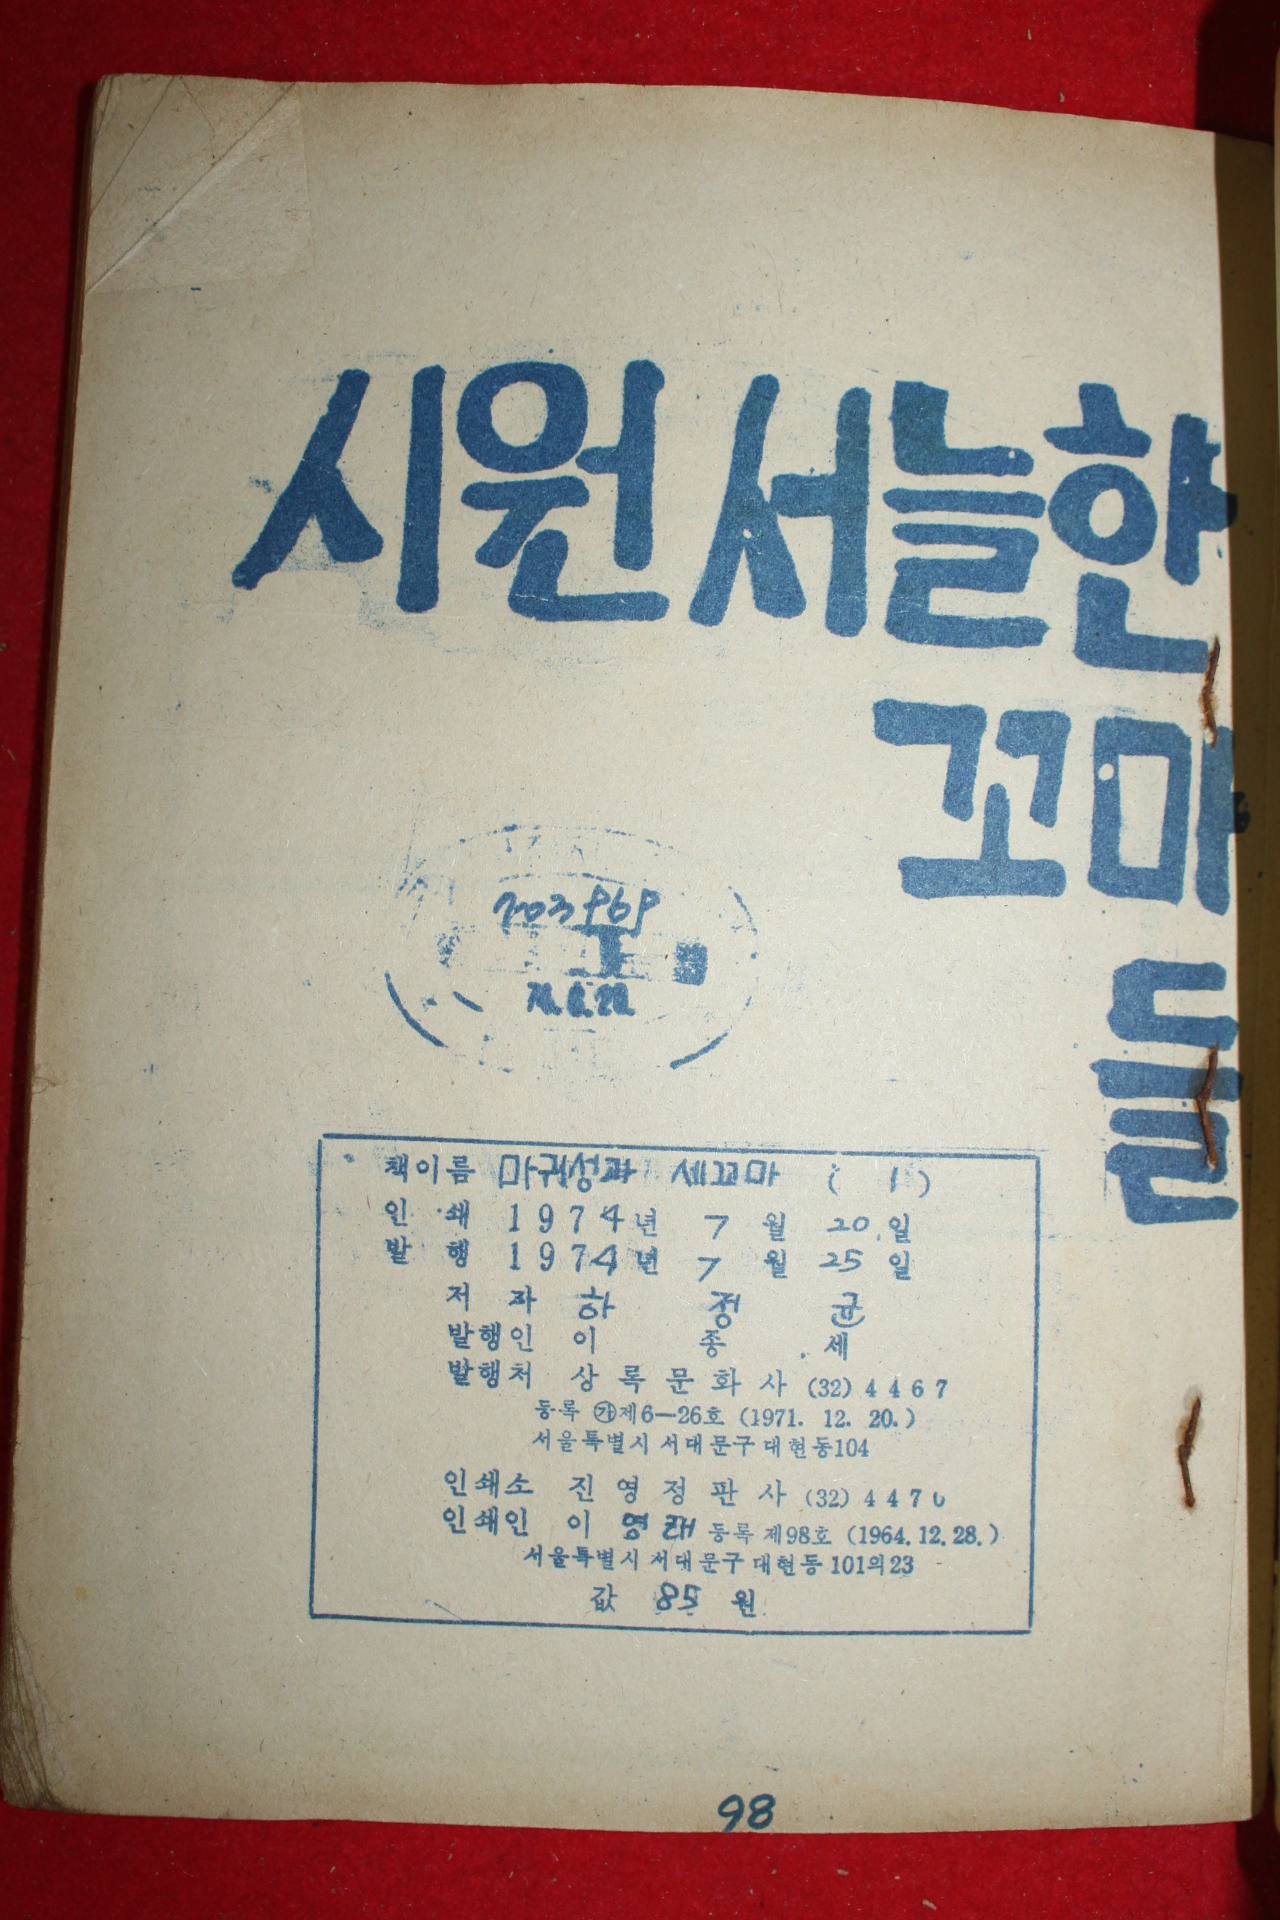 시원 서늘한
꼬마
들
책이름 마귀성과 세꼬마 ( 1 )
인 쇄 1974년 7 월 20 일
발 행 1974년 7 월 25 일
저 자 하 정 균
발행인 이 종 세
발행처 상 록 문 화 사 (32) 4 4 6 7
등록 ㉮제6—26호 (1971. 12. 20.)
서울특별시 서대문구 대현동104
인쇄소 진 영 정 판 사 (32) 4 4 7 0
인쇄인 이 영래 등록 제98호 (1964. 12. 28.)
서울특별시 서대문구 대현동 101의23
값 85 원
98